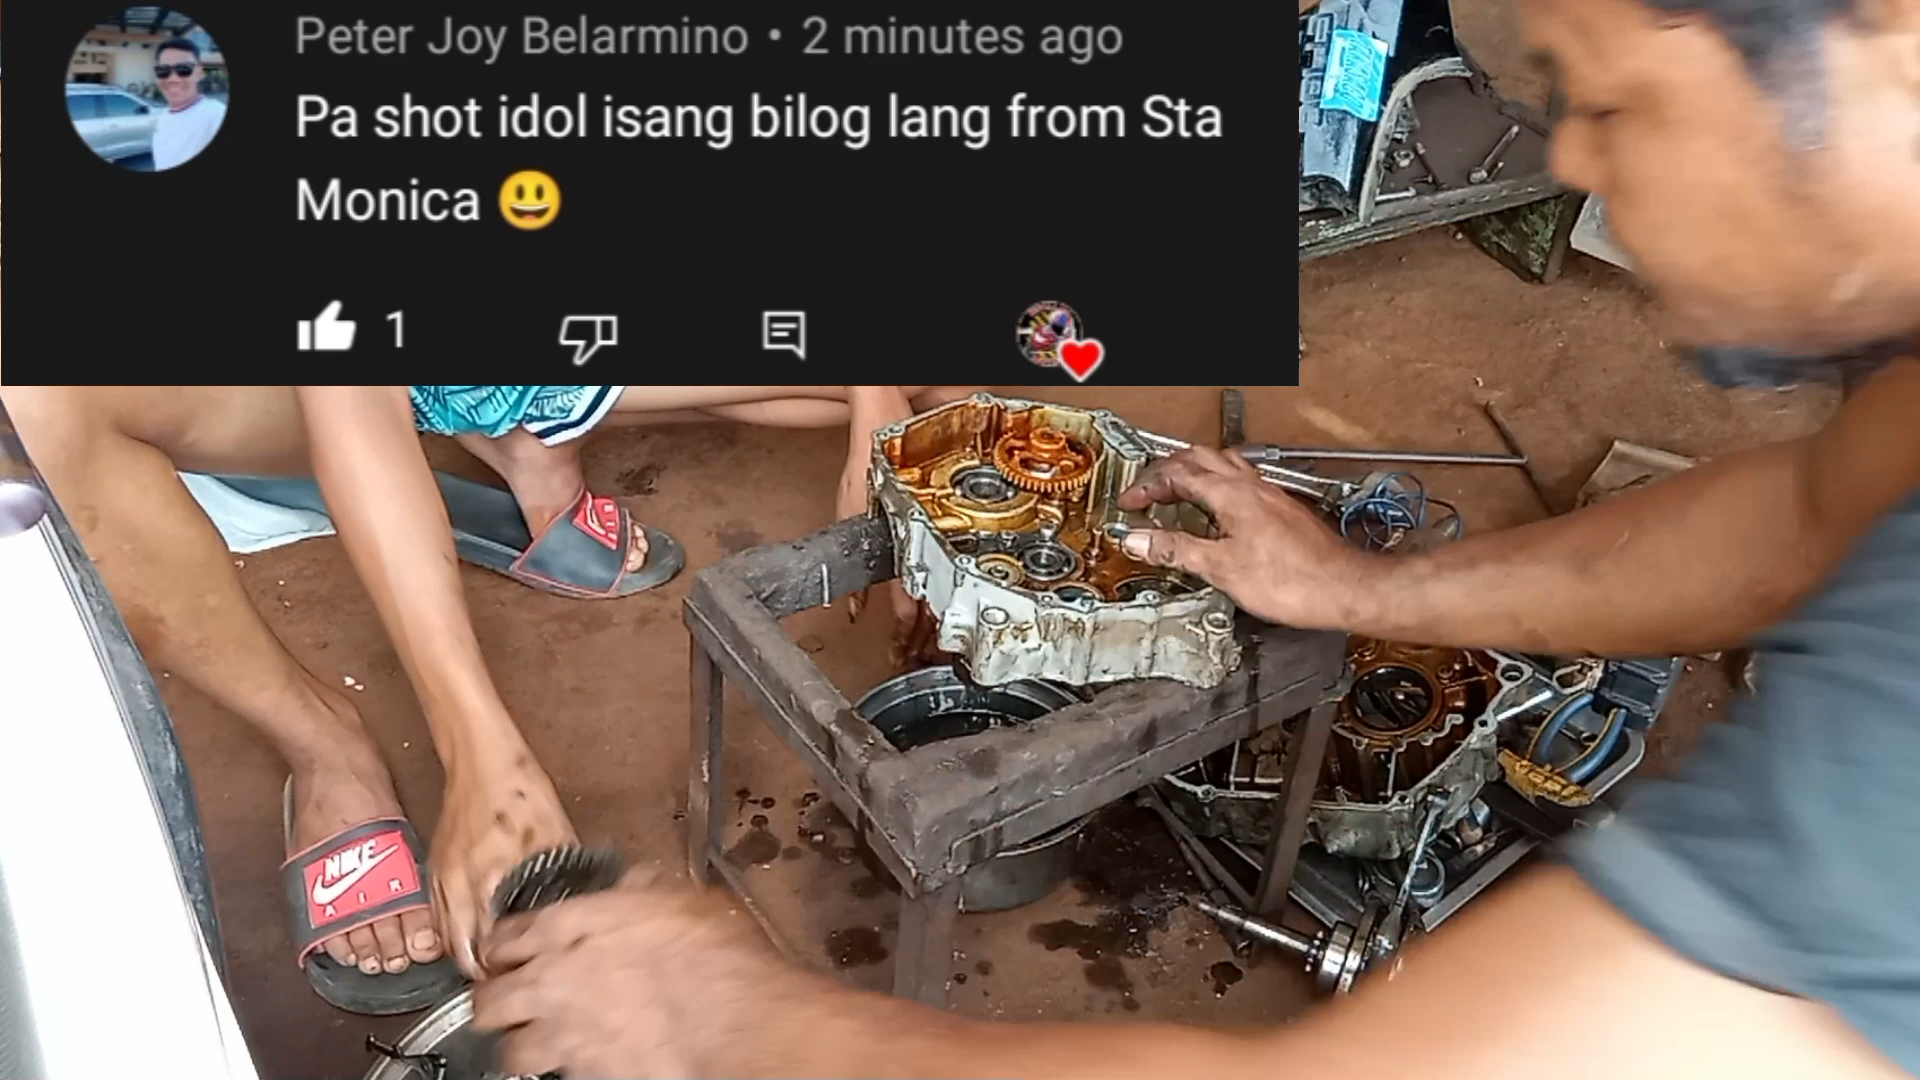 Peter Joy Belarmino • 2 minutes ago
Pa shot idol isang bilog lang from Sta
Monica 😃
1
NIKE
AIR